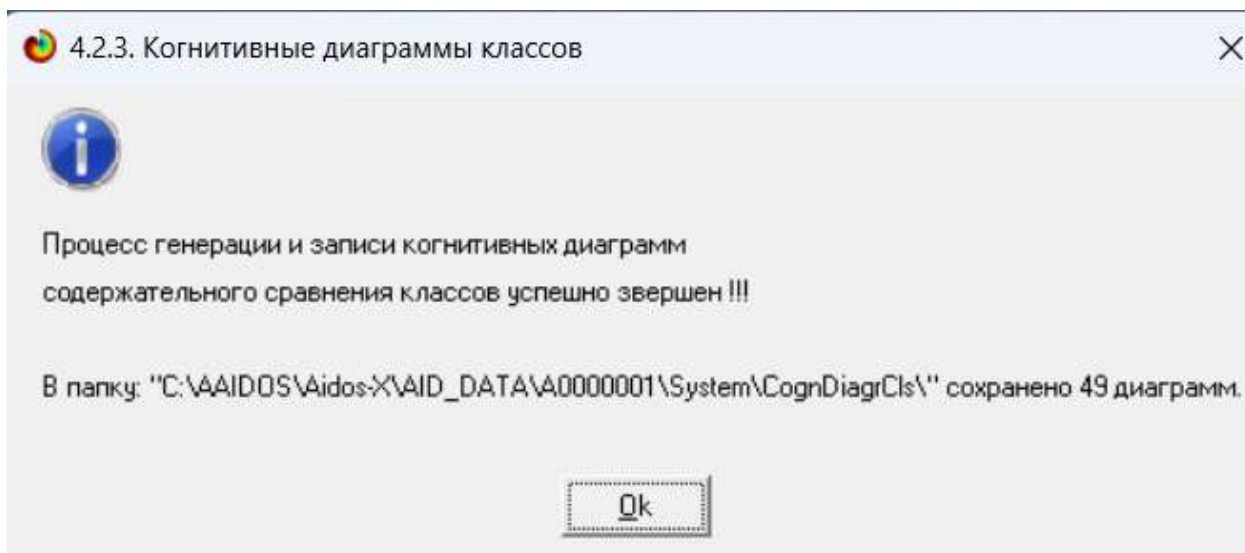 4.2.3. Когнитивные диаграммы классов
Процесс генерации и записи когнитивных диаграмм
содержательного сравнения классов успешно звершен !!!
В папку: "C:\AAIDOS\Aidos-X\AID_DATA\A0000001\System\CognDiagrCls\" сохранено 49 диаграмм.
Ok